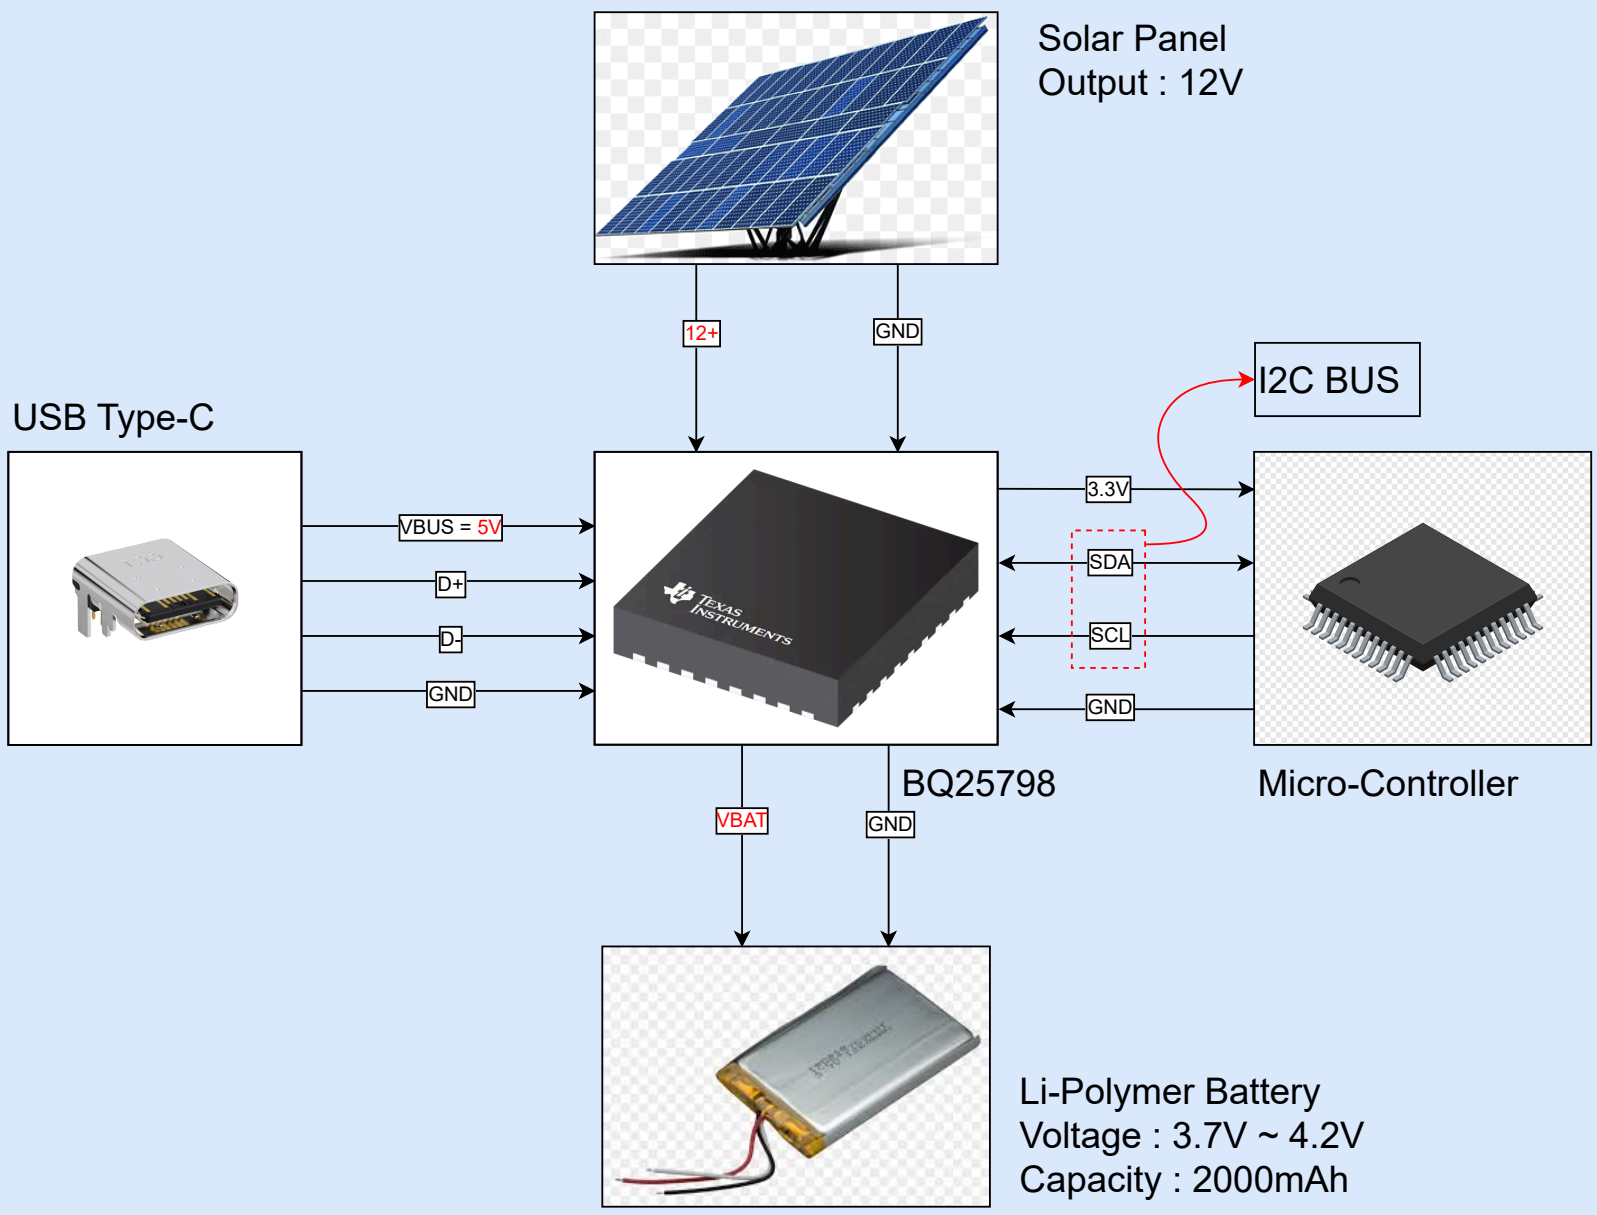 Solar Panel
Output : 12V
12+
GND
I2C BUS
USB Type-C
VBUS = 5V
D+
D-
GND
TEXAS
INSTRUMENTS
3.3V
SDA
SCL
GND
BQ25798
Micro-Controller
VBAT
GND
Li-Polymer Battery
Voltage : 3.7V ~ 4.2V
Capacity : 2000mAh